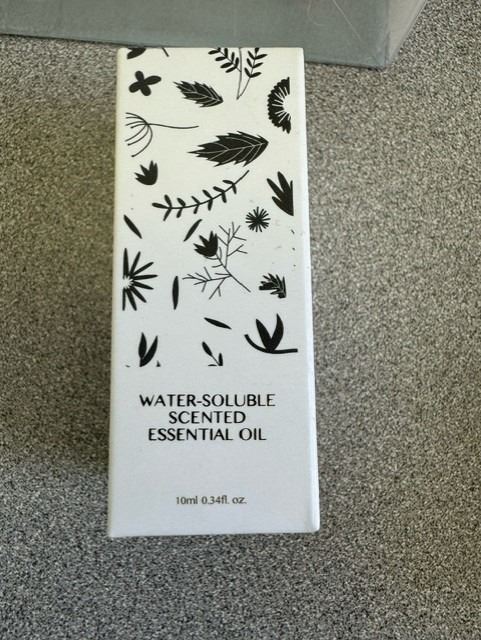 WATER-SOLUBLE
SCENTED
ESSENTIAL OIL
10ml 0.34fl. oz.